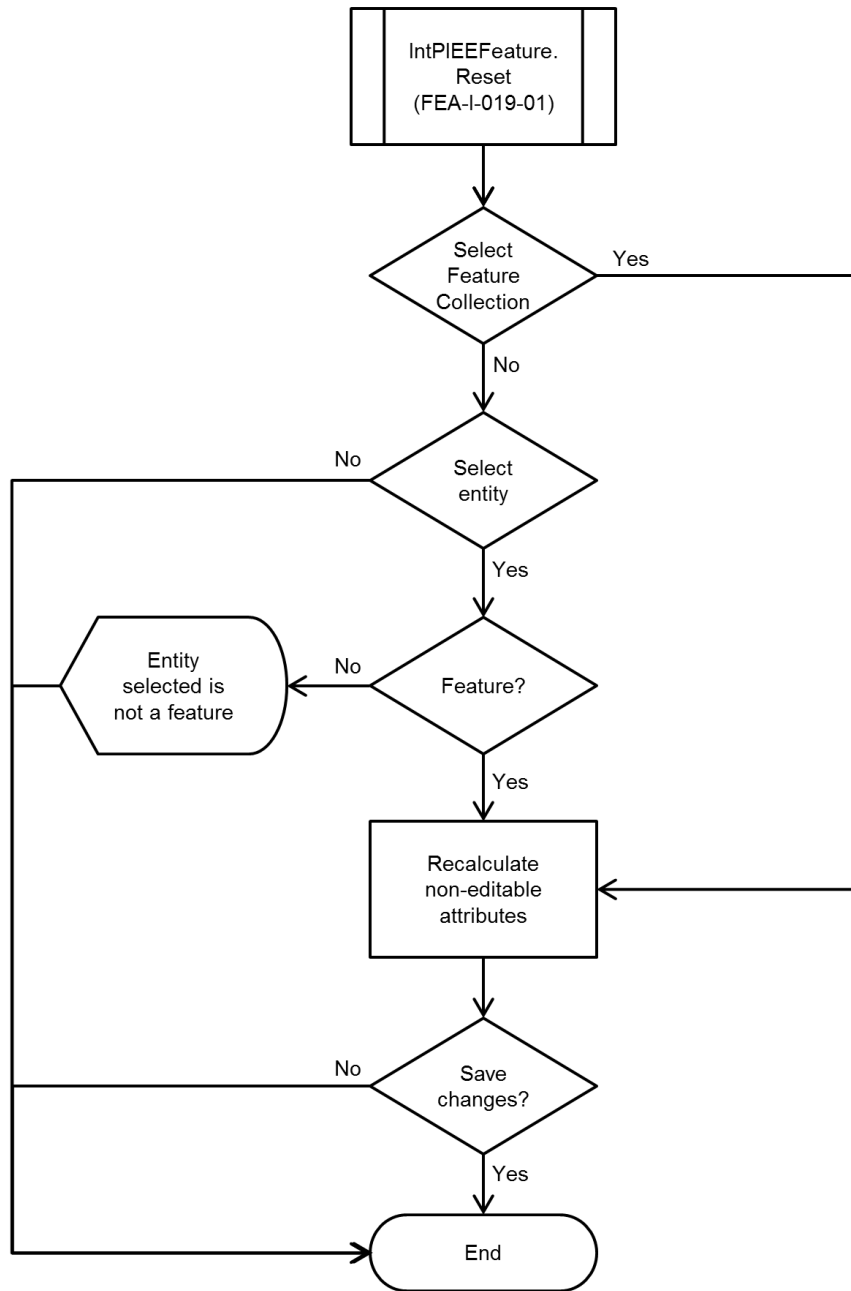 IntPIEEFeature.
Reset
(FEA-I-019-01)
Select
Feature
Collection
Yes
No
Select
entity
No
Yes
Entity
selected is
not a feature
No
Feature?
Yes
Recalculate
non-editable
attributes
No
Save
changes?
Yes
End